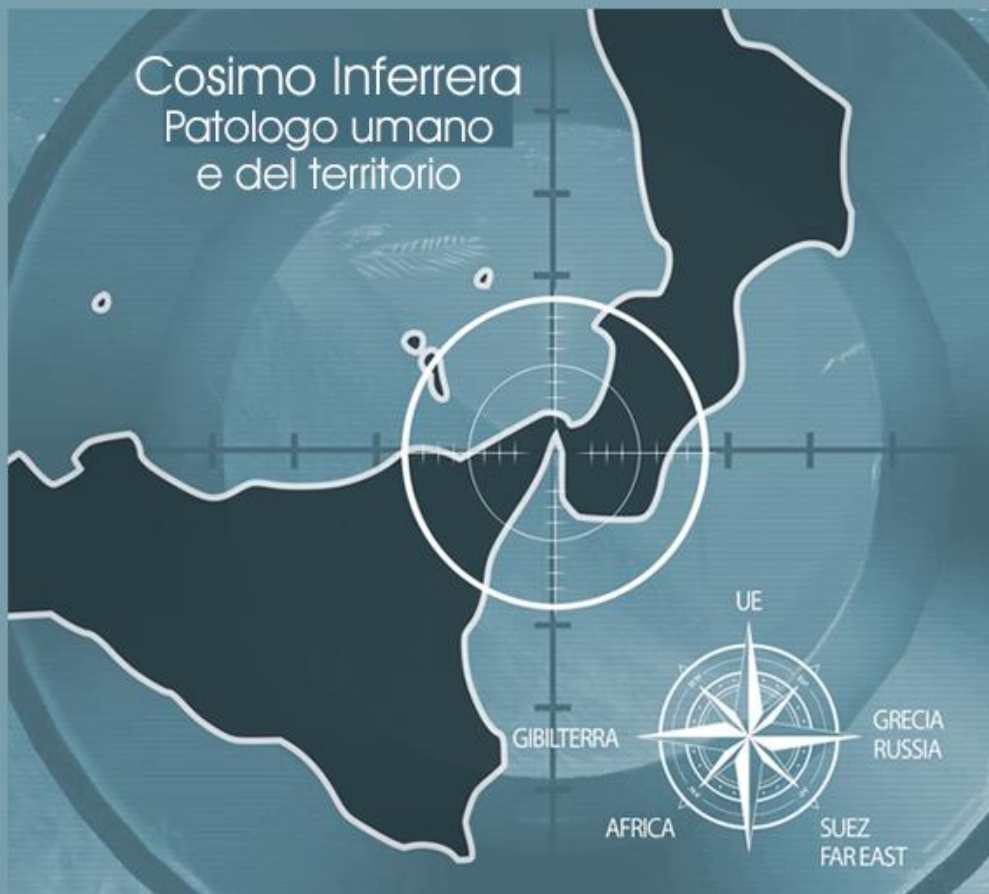 Cosimo Inferrera
Patologo umano
e del territorio
UE
GIBILTERRA
GRECIA
RUSSIA
AFRICA
SUEZ
FAR EAST